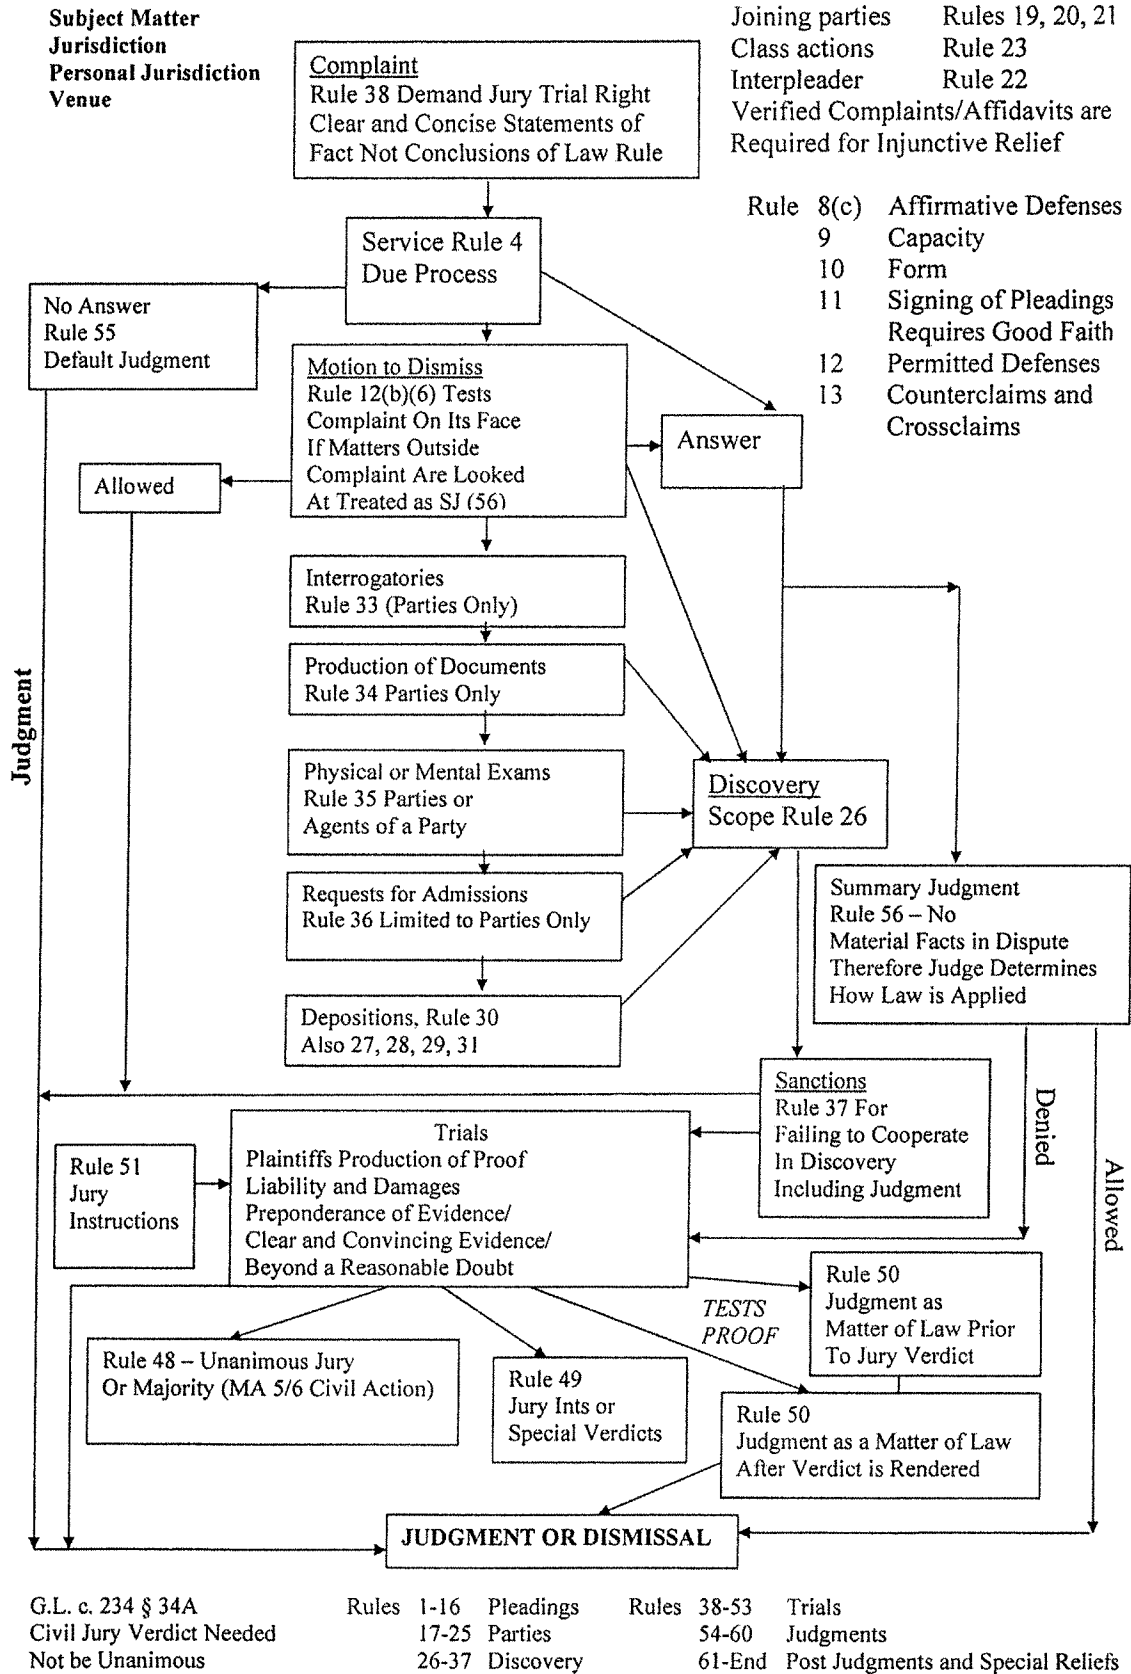 Subject Matter
Jurisdiction
Personal Jurisdiction
Venue
Joining parties Rules 19, 20, 21
Class actions Rule 23
Interpleader Rule 22
Verified Complaints/Affidavits are
Required for Injunctive Relief
Complaint
Rule 38 Demand Jury Trial Right
Clear and Concise Statements of
Fact Not Conclusions of Law Rule
Rule 8(c) Affirmative Defenses
9 Capacity
10 Form
11 Signing of Pleadings
Requires Good Faith
12 Permitted Defenses
13 Counterclaims and
Crossclaims
Service Rule 4
Due Process
No Answer
Rule 55
Default Judgment
Motion to Dismiss
Rule 12(b)(6) Tests
Complaint On Its Face
If Matters Outside
Complaint Are Looked
At Treated as SJ (56)
Answer
Allowed
Interrogatories
Rule 33 (Parties Only)
Production of Documents
Rule 34 Parties Only
Judgment
Physical or Mental Exams
Rule 35 Parties or
Agents of a Party
Discovery
Scope Rule 26
Requests for Admissions
Rule 36 Limited to Parties Only
Summary Judgment
Rule 56 – No
Material Facts in Dispute
Therefore Judge Determines
How Law is Applied
Depositions, Rule 30
Also 27, 28, 29, 31
Sanctions
Rule 37 For
Failing to Cooperate
In Discovery
Including Judgment
Denied
Allowed
Rule 51
Jury
Instructions
Trials
Plaintiffs Production of Proof
Liability and Damages
Preponderance of Evidence/
Clear and Convincing Evidence/
Beyond a Reasonable Doubt
TESTS
PROOF
Rule 50
Judgment as
Matter of Law Prior
To Jury Verdict
Rule 48 – Unanimous Jury
Or Majority (MA 5/6 Civil Action)
Rule 49
Jury Ints or
Special Verdicts
Rule 50
Judgment as a Matter of Law
After Verdict is Rendered
JUDGMENT OR DISMISSAL
G.L. c. 234 § 34A
Civil Jury Verdict Needed
Not be Unanimous
Rules 1-16 Pleadings
17-25 Parties
26-37 Discovery
Rules 38-53 Trials
54-60 Judgments
61-End Post Judgments and Special Reliefs